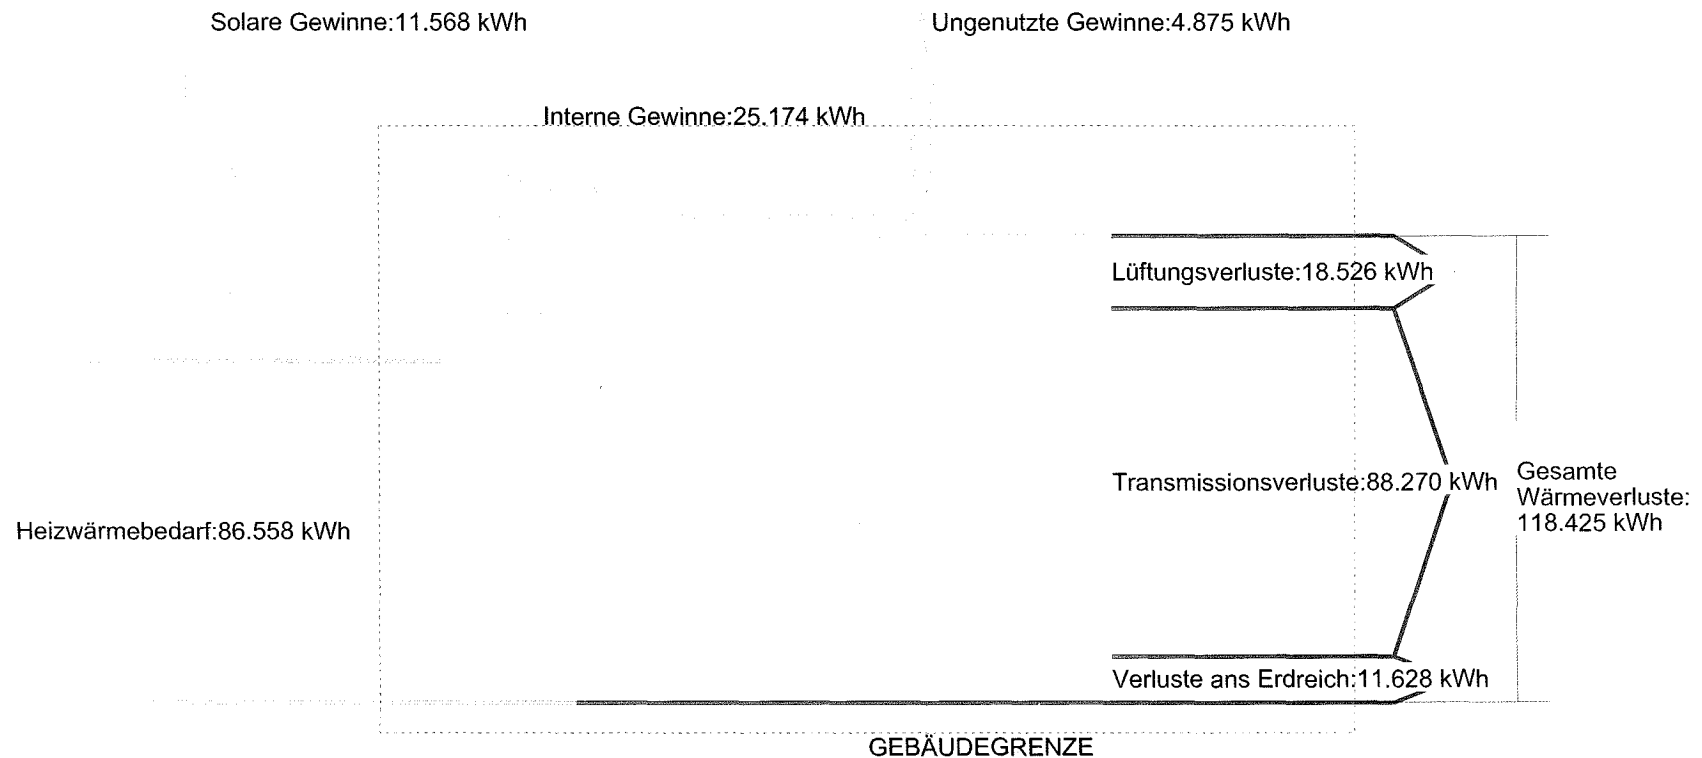 Solare Gewinne:11.568 kWh
Ungenutzte Gewinne:4.875 kWh
Interne Gewinne:25.174 kWh
Lüftungsverluste:18.526 kWh
Transmissionsverluste:88.270 kWh
Gesamte
Wärmeverluste:
118.425 kWh
Heizwärmebedarf:86.558 kWh
Verluste ans Erdreich:11.628 kWh
GEBÄUDEGRENZE